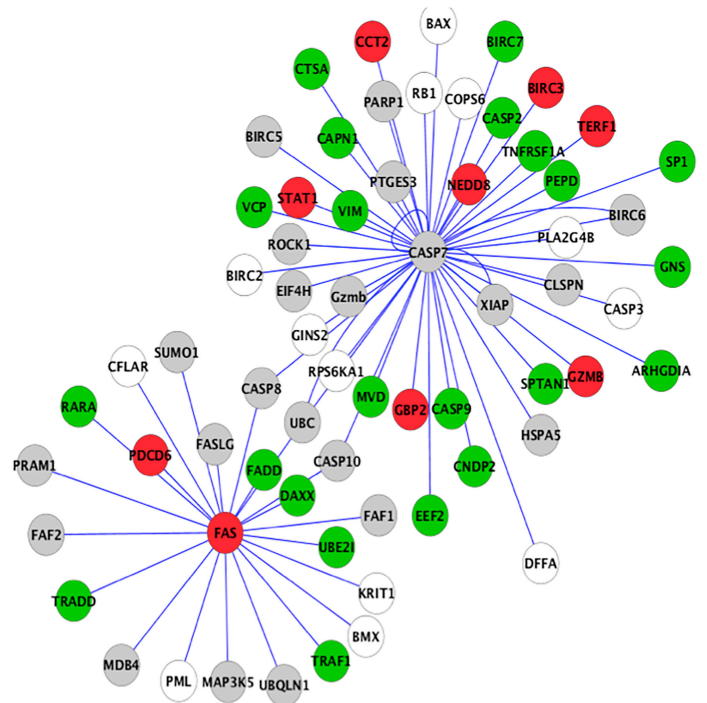 BAX
CCT2
BIRC7
CTSA
RB1
COPS6
BIRC3
PARP1
CASP2
TERF1
BIRC5
CAPN1
TNFRSF1A
SP1
PTGES3
NEDD8
PEPD
STAT1
VCP
VIM
BIRC6
ROCK1
CASP7
PLA2G4B
BIRC2
GNS
EIF4H
Gzmb
XIAP
CLSPN
CASP3
GINS2
SUMO1
CFLAR
RPS6KA1
ARHGDIA
CASP8
SPTAN1
GZMB
RARA
MVD
GBP2
CASP9
UBC
HSPA5
FASLG
PDCD6
PRAM1
FADD
CASP10
CNDP2
DAXX
EEF2
FAF1
FAF2
FAS
UBE2I
DFFA
KRIT1
TRADD
BMX
MDB4
TRAF1
PML
MAP3K5
UBQLN1